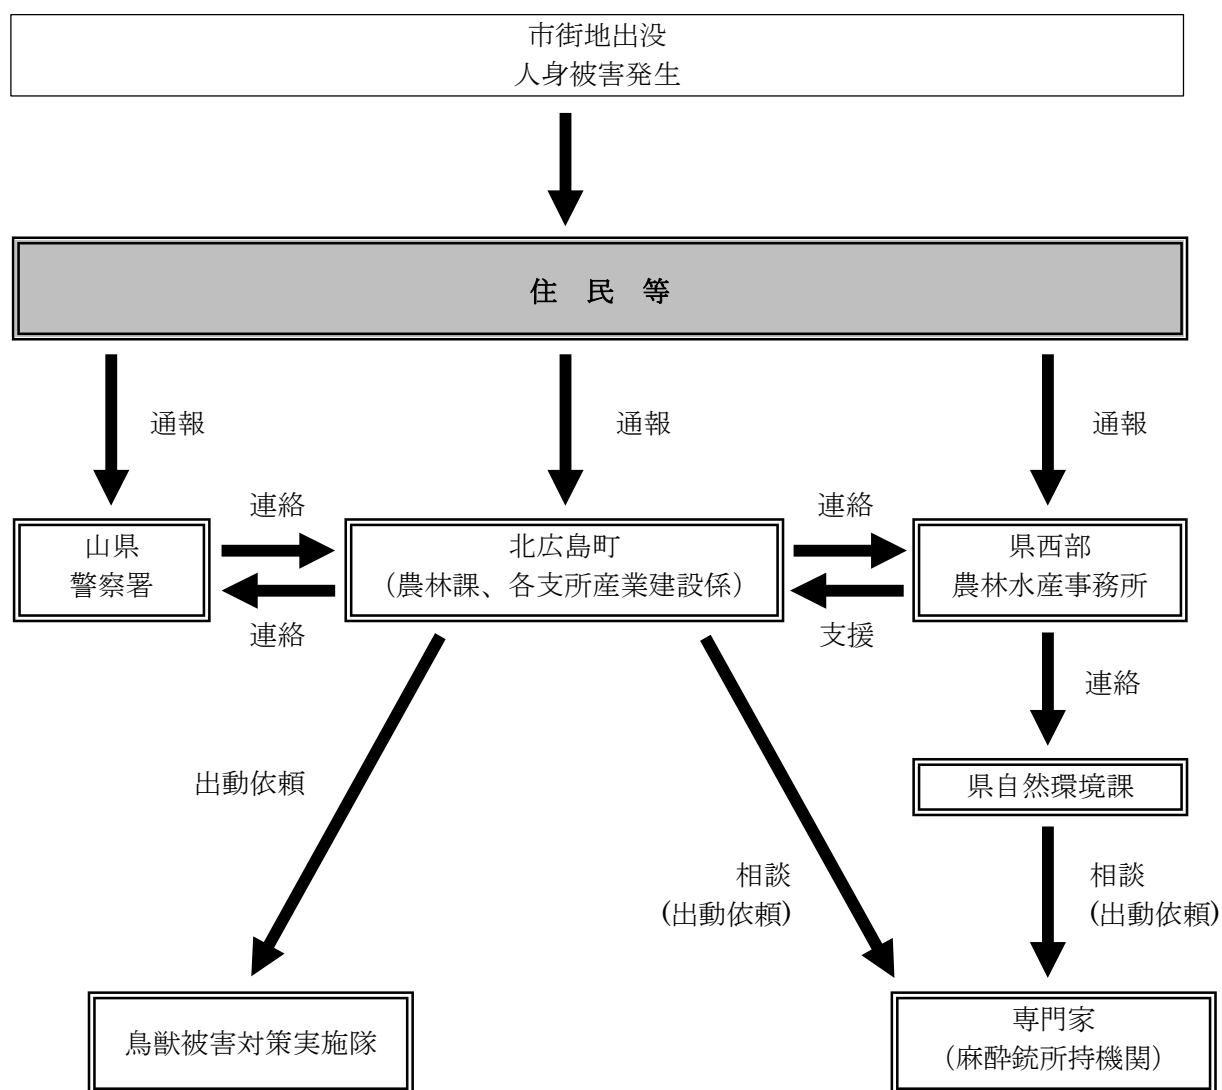 市街地出没
人身被害発生
住 民 等
通報
通報
通報
連絡
連絡
山県
警察署
北広島町
（農林課、各支所産業建設係）
県西部
農林水産事務所
連絡
支援
連絡
出動依頼
県自然環境課
相談
(出動依頼)
相談
(出動依頼)
鳥獣被害対策実施隊
専門家
（麻酔銃所持機関）